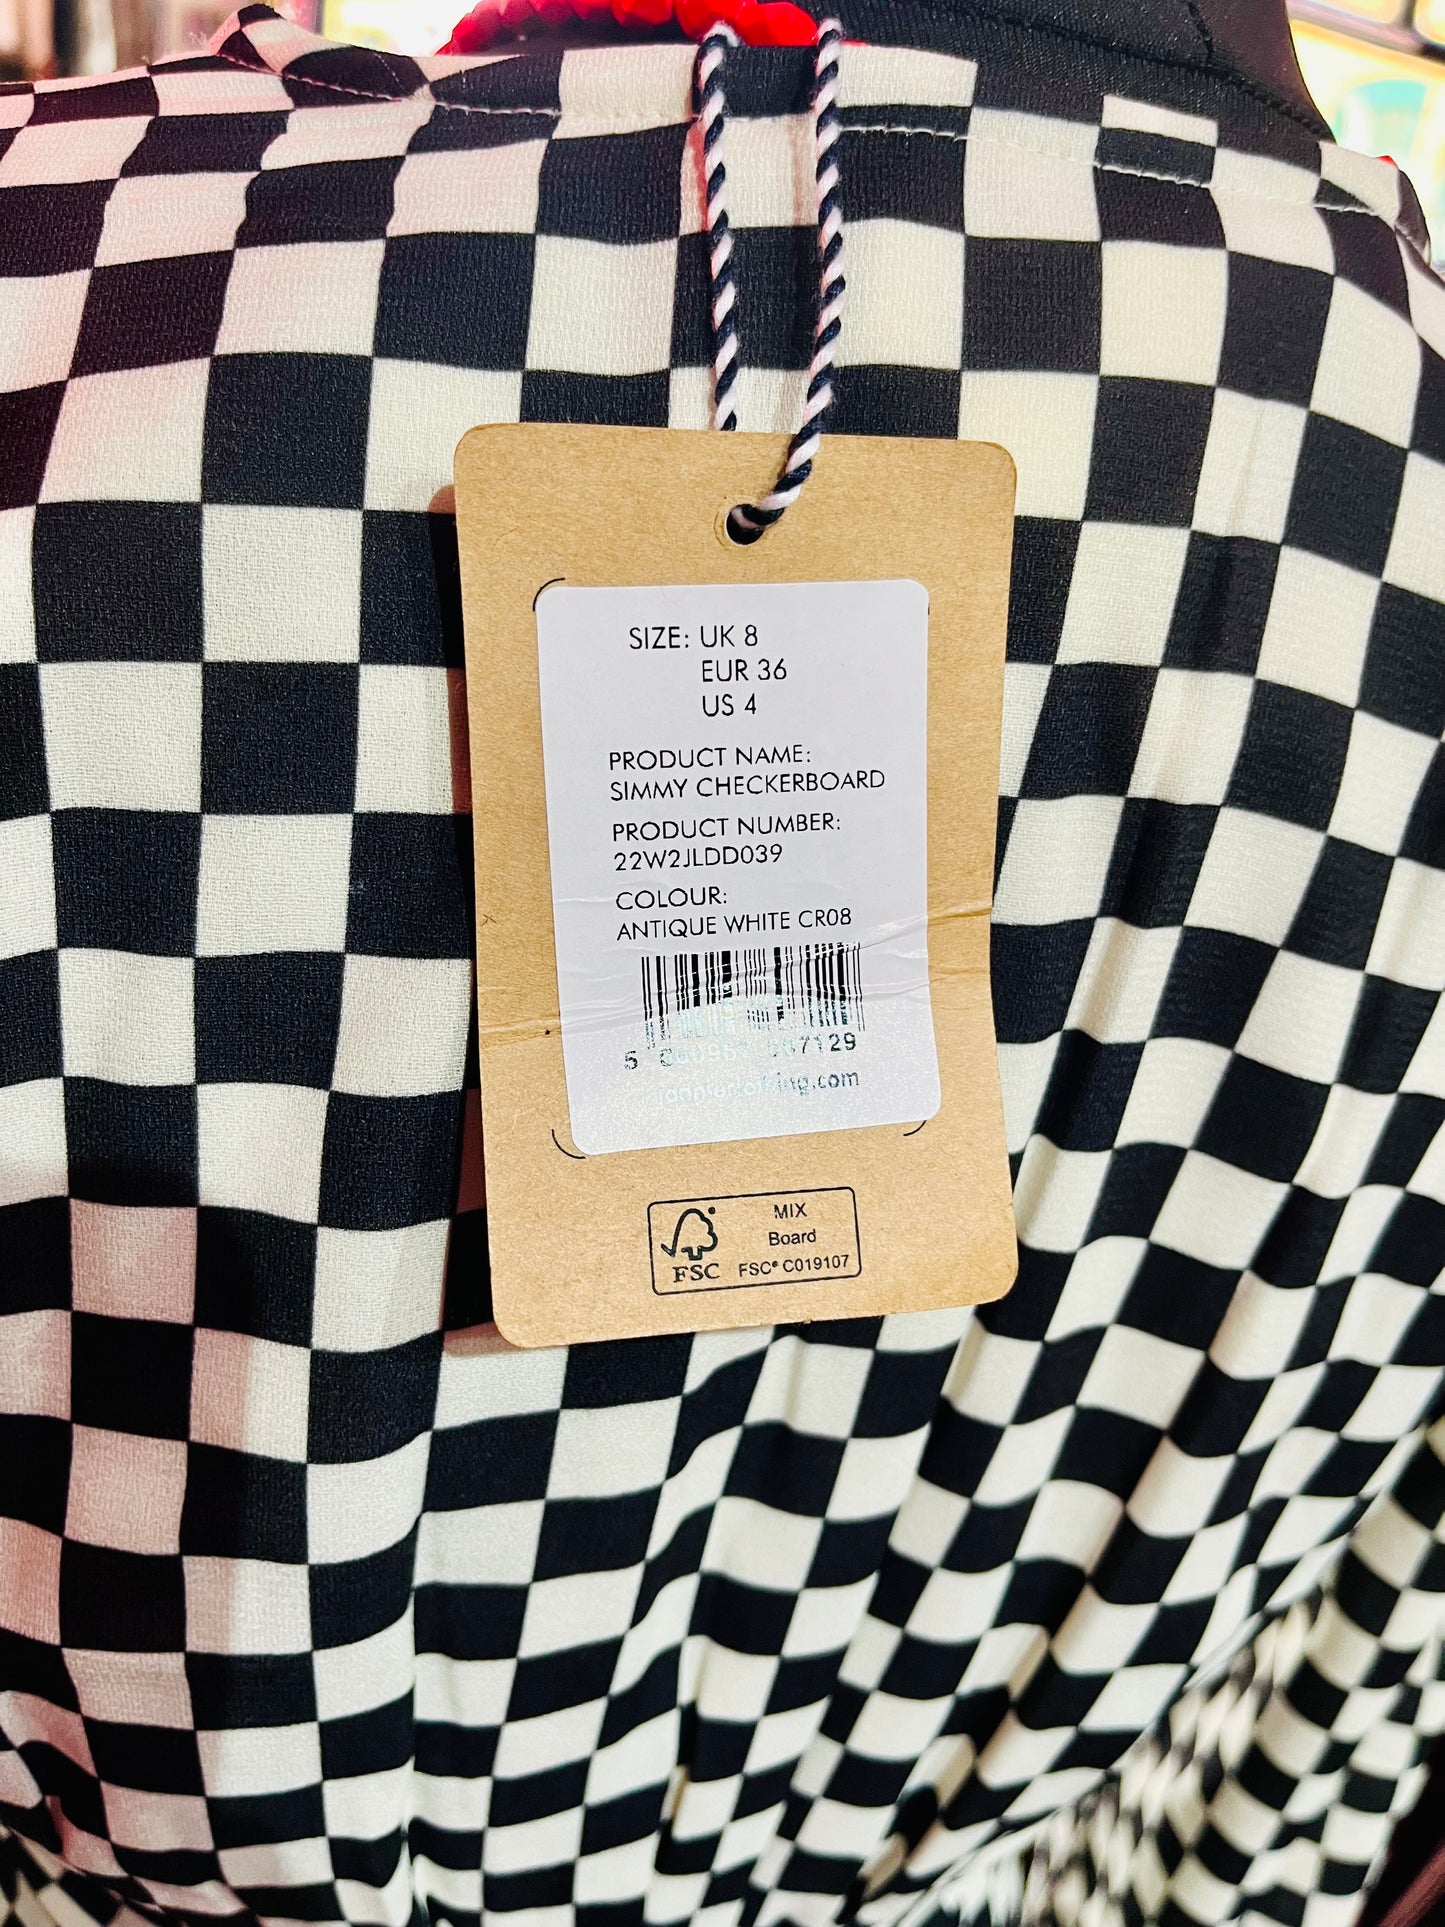 SIZE: UK 8
EUR 36
US 4
PRODUCT NAME:
SIMMY CHECKERBOARD
PRODUCT NUMBER:
22W2JLDD039
COLOUR:
ANTIQUE WHITE CR08
MIX
Board
FSC
FSC® C019107